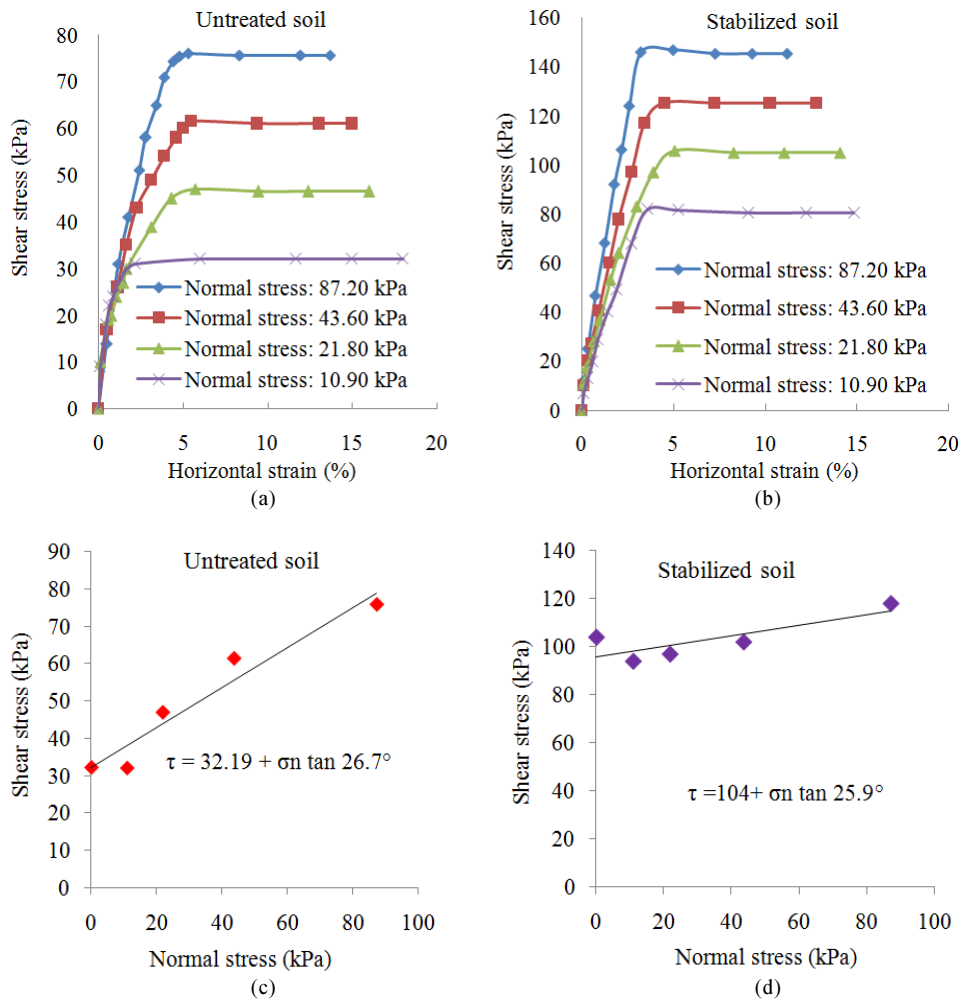 Untreated soil
Shear stress (kPa)
80
70
60
50
40
30
20
10
0
Normal stress: 87.20 kPa
Normal stress: 43.60 kPa
Normal stress: 21.80 kPa
Normal stress: 10.90 kPa
0 5 10 15 20
Horizontal strain (%)
(a)
Stabilized soil
Shear stress (kPa)
160
140
120
100
80
60
40
20
0
Normal stress: 87.20 kPa
Normal stress: 43.60 kPa
Normal stress: 21.80 kPa
Normal stress: 10.90 kPa
0 5 10 15 20
Horizontal strain (%)
(b)
Untreated soil
Shear stress (kPa)
90
80
70
60
50
40
30
20
10
0
τ = 32.19 + σn tan 26.7°
0 20 40 60 80 100
Normal stress (kPa)
(c)
Stabilized soil
Shear stress (kPa)
140
120
100
80
60
40
20
0
τ =104+ σn tan 25.9°
0 20 40 60 80 100
Normal stress (kPa)
(d)